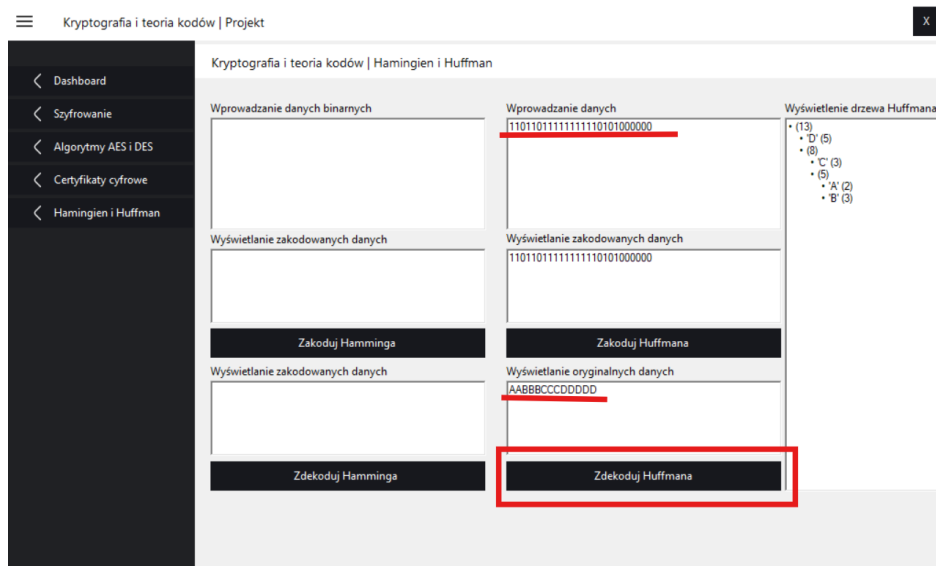 Kryptografia i teoria kodów | Projekt
X
Kryptografia i teoria kodów | Hamingien i Huffman
Dashboard
Szyfrowanie
Algorytmy AES i DES
Certyfikaty cyfrowe
Hamingien i Huffman
Wprowadzanie danych binarnych
Wyświetlanie zakodowanych danych
Zakoduj Hamminga
Wyświetlanie zakodowanych danych
Zdekoduj Hamminga
Wprowadzanie danych
11011011111111110101000000
Wyświetlanie zakodowanych danych
11011011111111110101000000
Zakoduj Huffmana
Wyświetlanie oryginalnych danych
AABBBCCCDDDDD
Zdekoduj Huffmana
Wyświetlenie drzewa Huffmana
• (13)
• 'D' (5)
• (8)
• 'C' (3)
• (5)
• 'A' (2)
• 'B' (3)